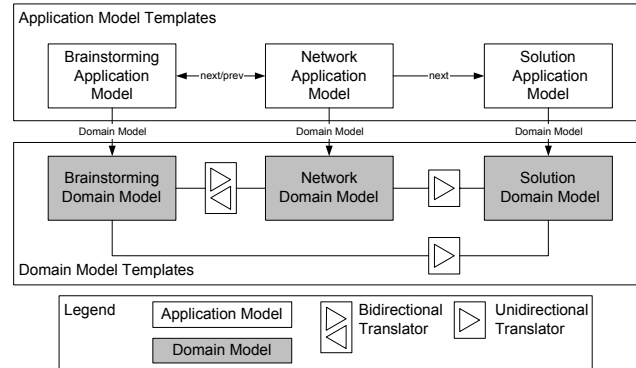 Application Model Templates
Brainstorming
Application
Model
next/prev
Network
Application
Model
next
Solution
Application
Model
Domain Model
Domain Model
Domain Model
Brainstorming
Domain Model
Network
Domain Model
Solution
Domain Model
Domain Model Templates
Legend
Application Model
Domain Model
Bidirectional
Translator
Unidirectional
Translator